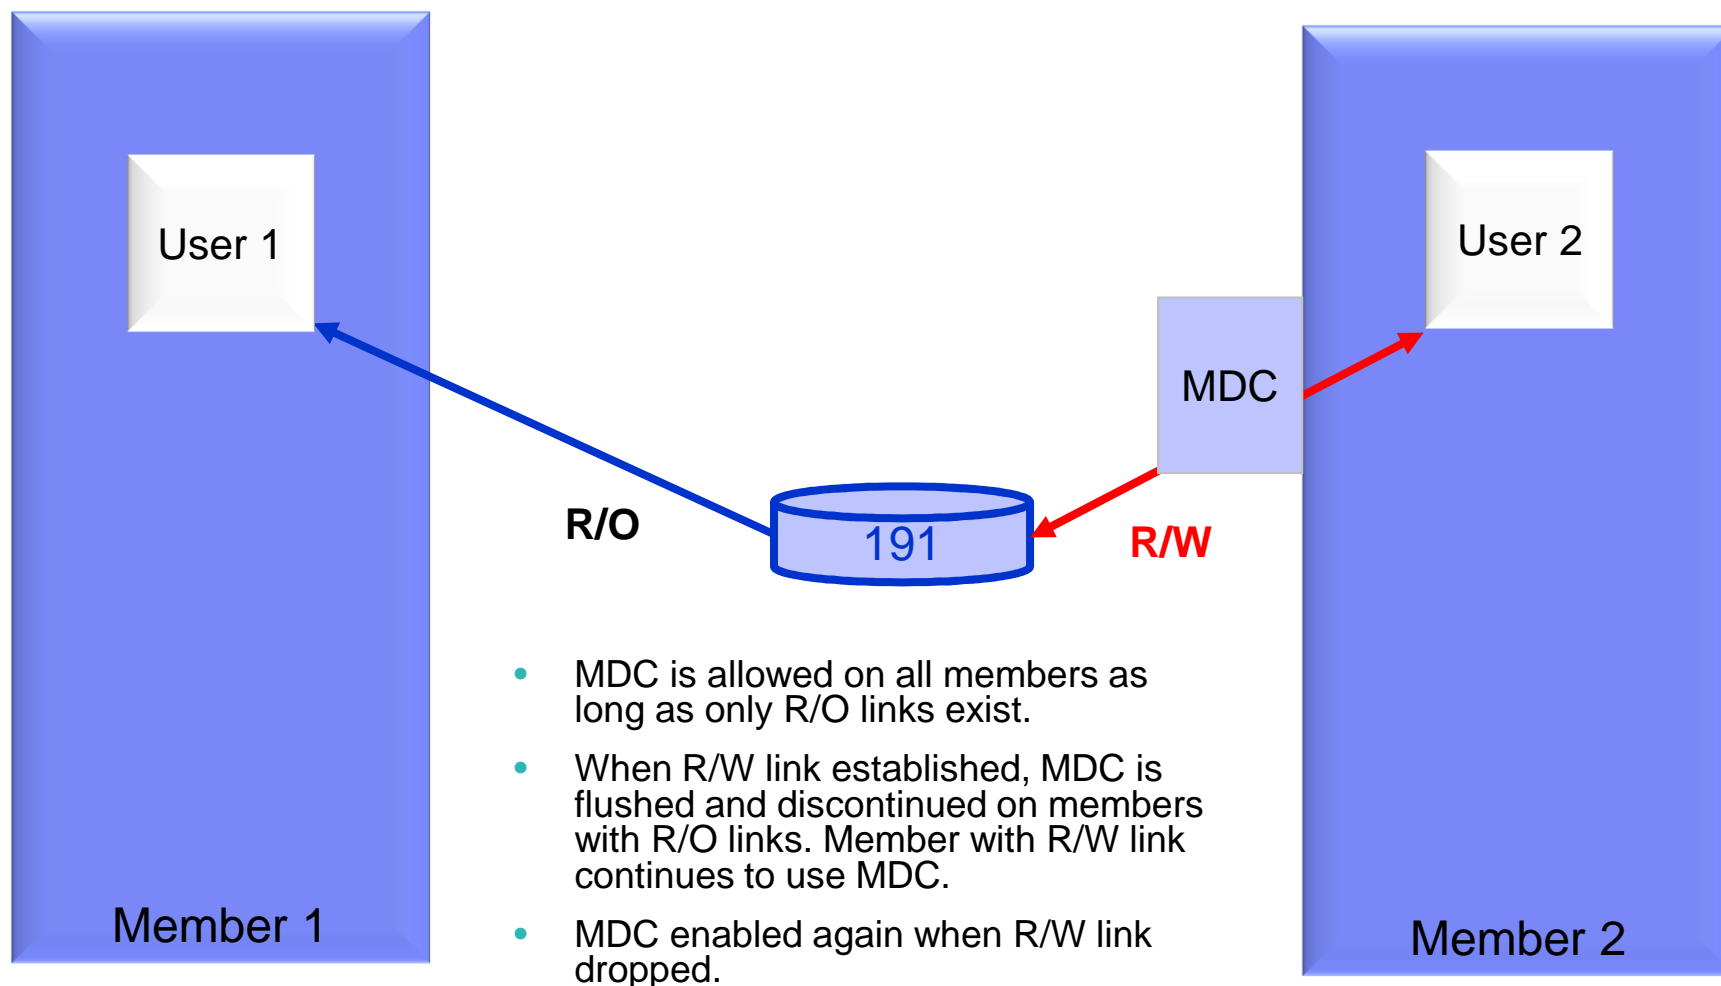 User 1
User 2
MDC
R/O
191
R/W
• MDC is allowed on all members as
long as only R/O links exist.
• When R/W link established, MDC is
flushed and discontinued on members
with R/O links. Member with R/W link
continues to use MDC.
• MDC enabled again when R/W link
dropped.
Member 1
Member 2